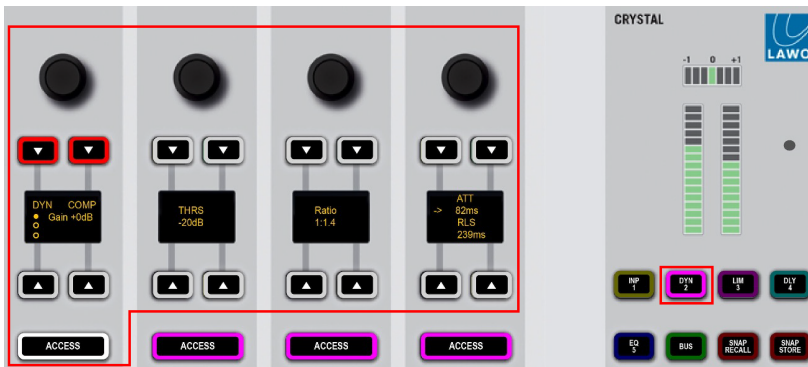 CRYSTAL
LAWO
-1 0 +1
DYN COMP
Gain +0dB
THRS
-20dB
Ratio
1:1.4
ATT
-> 82ms
RLS
239ms
INP
1
DYN
2
LIM
3
DLY
4
ACCESS
ACCESS
ACCESS
ACCESS
EQ
5
BUS
SNAP
RECALL
SNAP
STORE